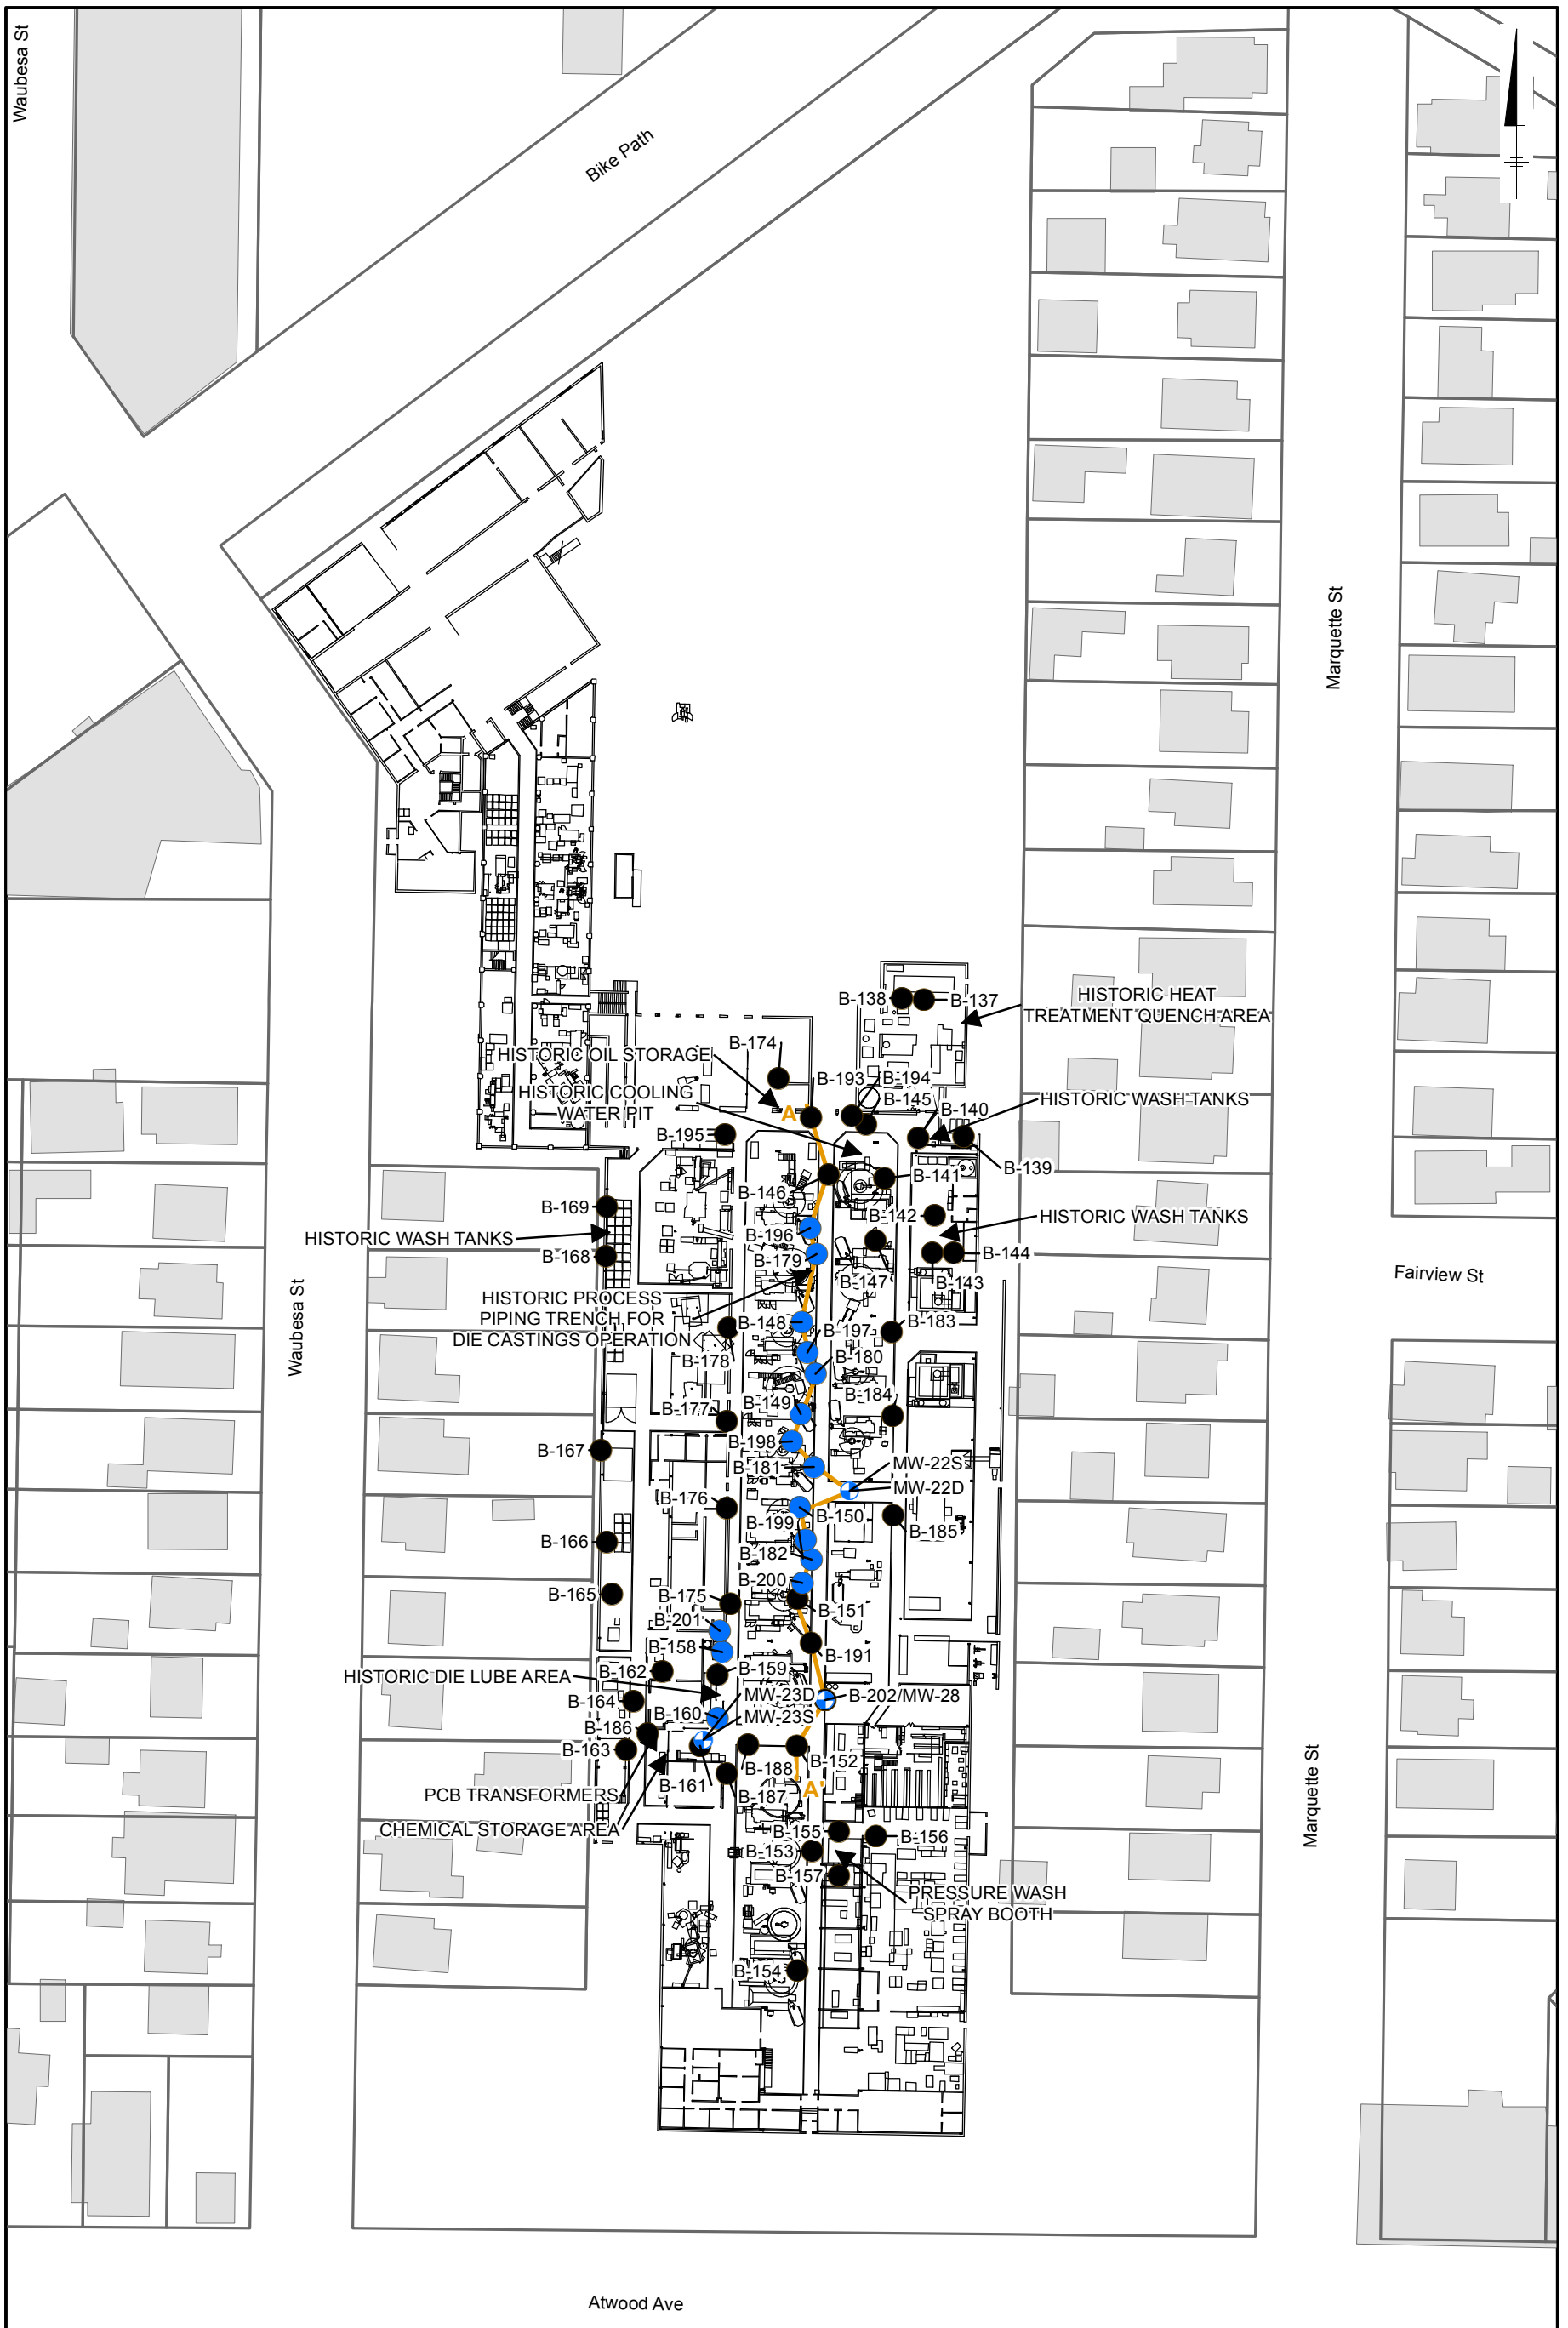 Waubesa St
Bike Path
Marquette St
B-138
B-137
HISTORIC HEAT
TREATMENT QUENCH AREA
B-174
HISTORIC OIL STORAGE
B-193
B-194
HISTORIC COOLING
WATER PIT
B-145
B-140
HISTORIC WASH TANKS
A
B-195
B-139
B-141
B-146
B-169
B-142
HISTORIC WASH TANKS
HISTORIC WASH TANKS
B-196
B-168
B-179
B-144
B-147
B-143
Fairview St
HISTORIC PROCESS
PIPING TRENCH FOR
DIE CASTINGS OPERATION
B-148
B-197
B-183
Waubesa St
B-178
B-180
B-184
B-177
B-149
B-198
B-167
B-181
MW-22S
MW-22D
B-176
B-150
B-199
B-185
B-166
B-182
B-200
B-165
B-175
B-151
B-201
B-158
B-191
B-162
B-159
HISTORIC DIE LUBE AREA
MW-23D
B-202/MW-28
B-164
B-160
MW-23S
B-186
B-163
B-152
B-188
B-161
B-187
A'
PCB TRANSFORMERS
CHEMICAL STORAGE AREA
Marquette St
B-155
B-156
B-153
B-157
PRESSURE WASH
SPRAY BOOTH
B-154
Atwood Ave